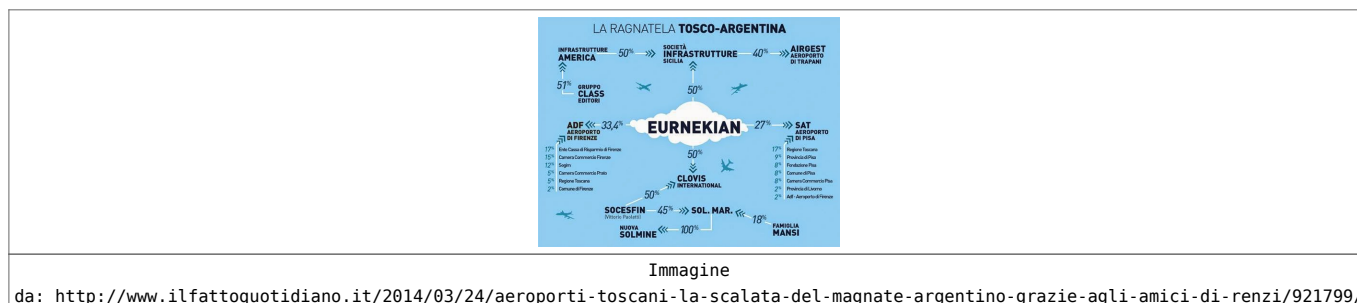 LA RAGNATELA TOSCO-ARGENTINA
INFRASTRUTTURE
AMERICA
50%
SOCIETÀ
INFRASTRUTTURE
SICILIA
40%
AIRGEST
AEROPORTO
DI TRAPANI
51%
GRUPPO
CLASS
EDITORI
50%
ADF
AEROPORTO
DI FIRENZE
33,4%
EURNEKIAN
27%
SAT
AEROPORTO
DI PISA
17% Ente Cassa di Risparmio di Firenze
15% Camera Commercio Firenze
12% Sogim
5% Camera Commercio Prato
5% Regione Toscana
2% Comune di Firenze
17% Regione Toscana
9% Provincia di Pisa
8% Fondazione Pisa
8% Comune di Pisa
8% Camera Commercio Pisa
2% Provincia di Livorno
2% Adf - Aeroporto di Firenze
50%
CLOVIS
INTERNATIONAL
50%
SOCESFIN
45%
SOL. MAR.
18%
FAMIGLIA
MANSI
NUOVA
SOLMINE
100%
Immagine
da: http://www.ilfattoquotidiano.it/2014/03/24/aeroporti-toscani-la-scalata-del-magnate-argentino-grazie-agli-amici-di-renzi/921799/